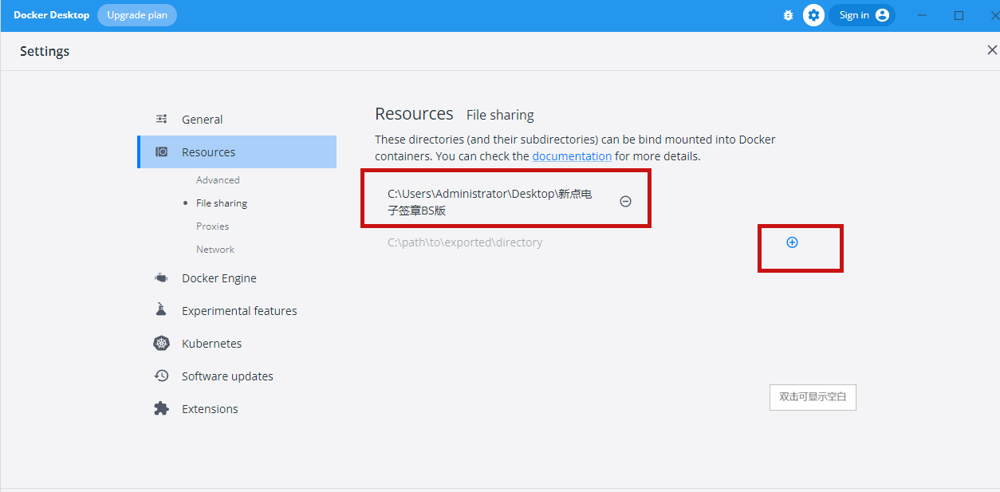 Docker Desktop Upgrade plan Sign in
Settings
General
Resources
Advanced
File sharing
Proxies
Network
Docker Engine
Experimental features
Kubernetes
Software updates
Extensions
Resources File sharing
These directories (and their subdirectories) can be bind mounted into Docker
containers. You can check the documentation for more details.
C:\Users\Administrator\Desktop\新点电
子签章BS版
C:\path\to\exported\directory
双击可显示空白